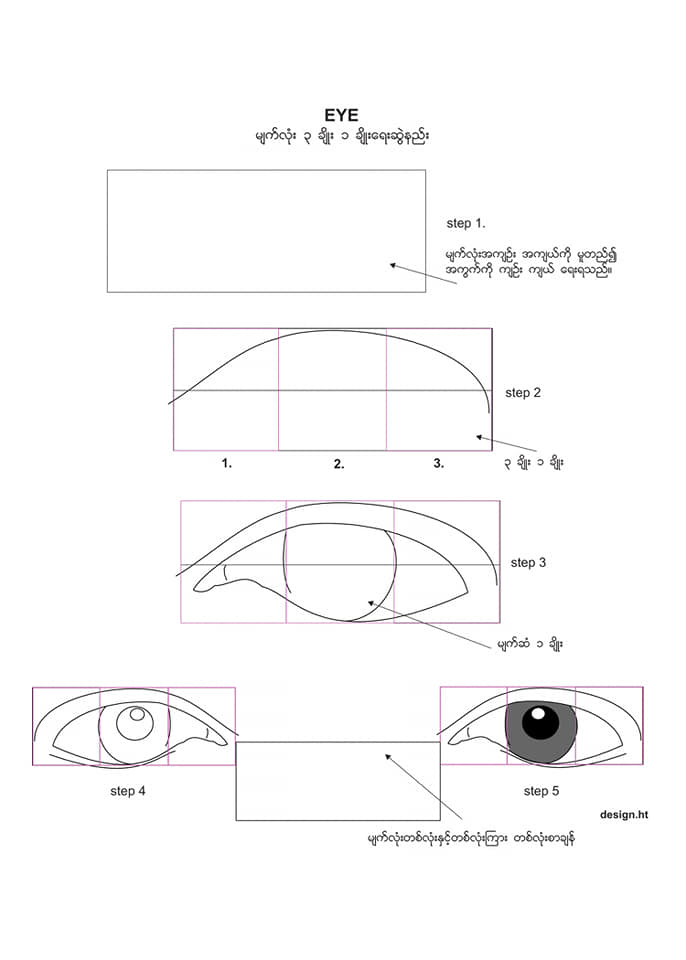 EYE
မျက်လုံး ၃ ချိုး ၁ ချိုးရေးဆွဲနည်း
step 1.
မျက်လုံးအကျဉ်း အကျယ်ကို မူတည်၍
အကွက်ကို ကျဉ်း ကျယ် ရေးရသည်။
step 2
1.
2.
3.
၃ ချိုး ၁ ချိုး
step 3
မျက်ဆံ ၁ ချိုး
step 4
step 5
design.ht
မျက်လုံးတစ်လုံးနှင့်တစ်လုံးကြား တစ်လုံးစာချန်